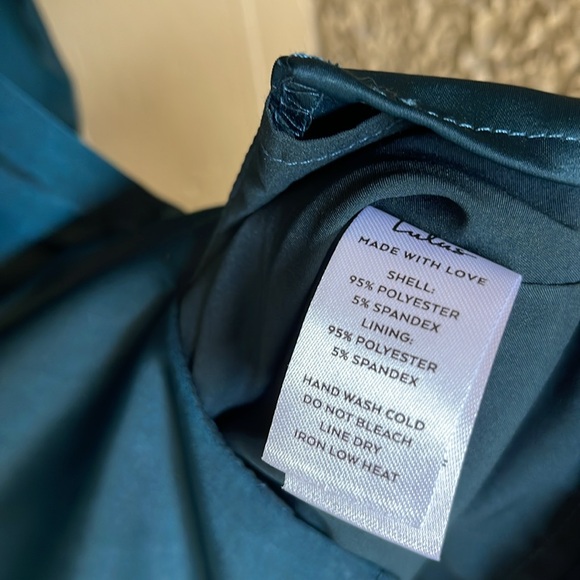 Lulus
MADE WITH LOVE
SHELL:
95% POLYESTER
5% SPANDEX
LINING:
95% POLYESTER
5% SPANDEX
HAND WASH COLD
DO NOT BLEACH
LINE DRY
IRON LOW HEAT